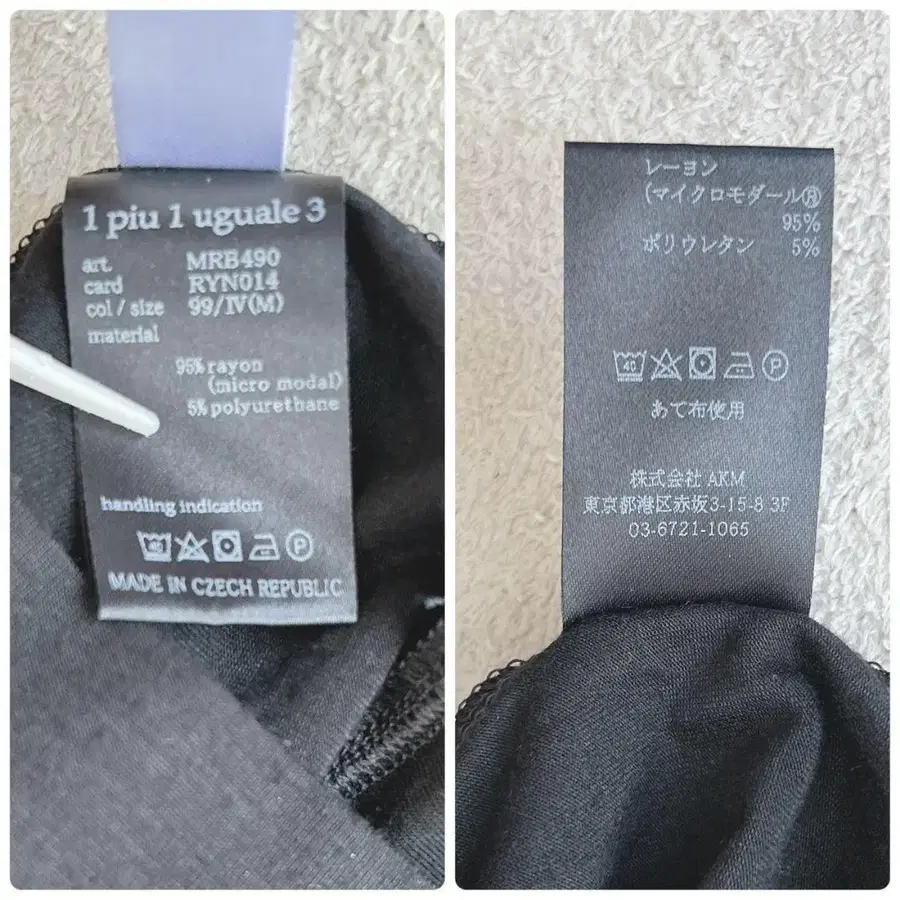 1 piu 1 uguale 3
art. MRB490
card RYN014
col / size 99/Ⅳ(M)
material
95% rayon
(micro modal)
5% polyurethane
handling indication
40 P
MADE IN CZECH REPUBLIC
レーヨン
(マイクロモダール®)
95%
ポリウレタン 5%
40 P
あて布使用
株式会社 AKM
東京都港区赤坂3-15-8 3F
03-6721-1065